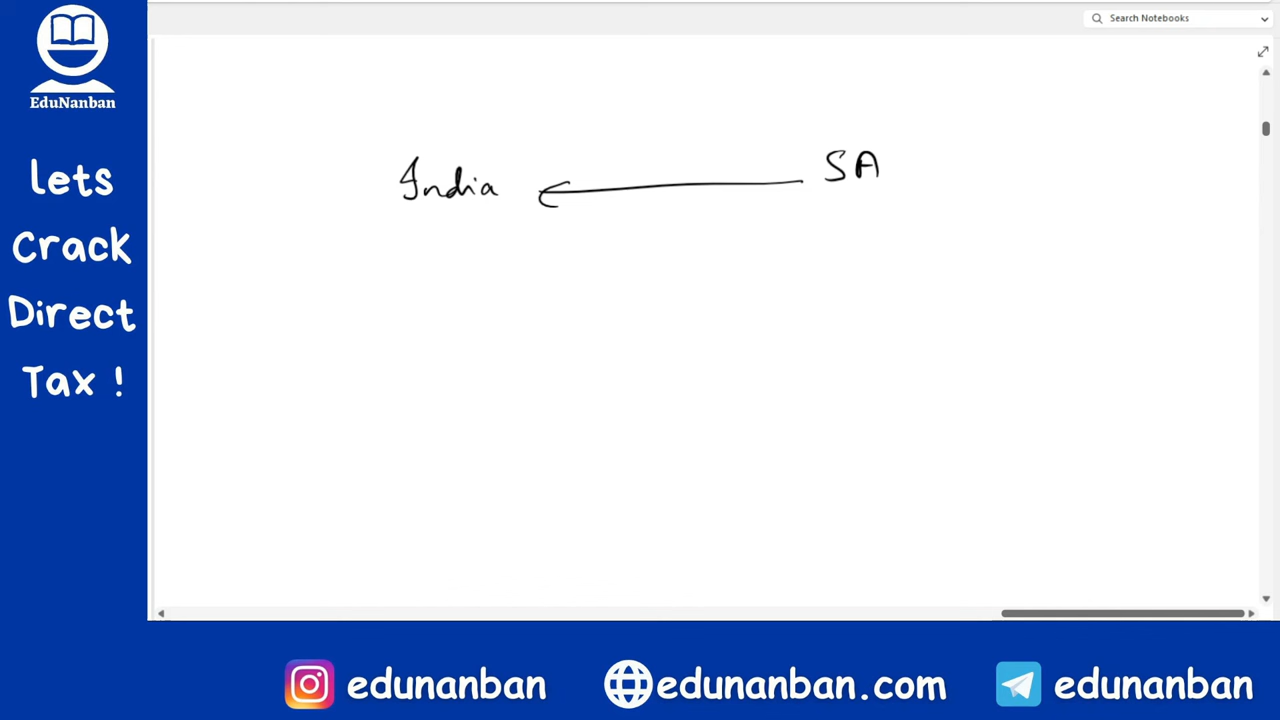 Search Notebooks
EduNanban
lets
Crack
Direct
Tax !
India SA
edunanban
edunanban.com
edunanban